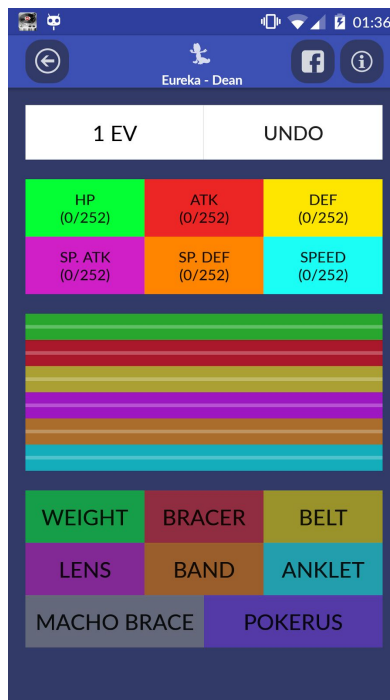 01:36
Eureka - Dean
1 EV UNDO
HP ATK DEF
(0/252) (0/252) (0/252)
SP. ATK SP. DEF SPEED
(0/252) (0/252) (0/252)
WEIGHT BRACER BELT
LENS BAND ANKLET
MACHO BRACE POKERUS